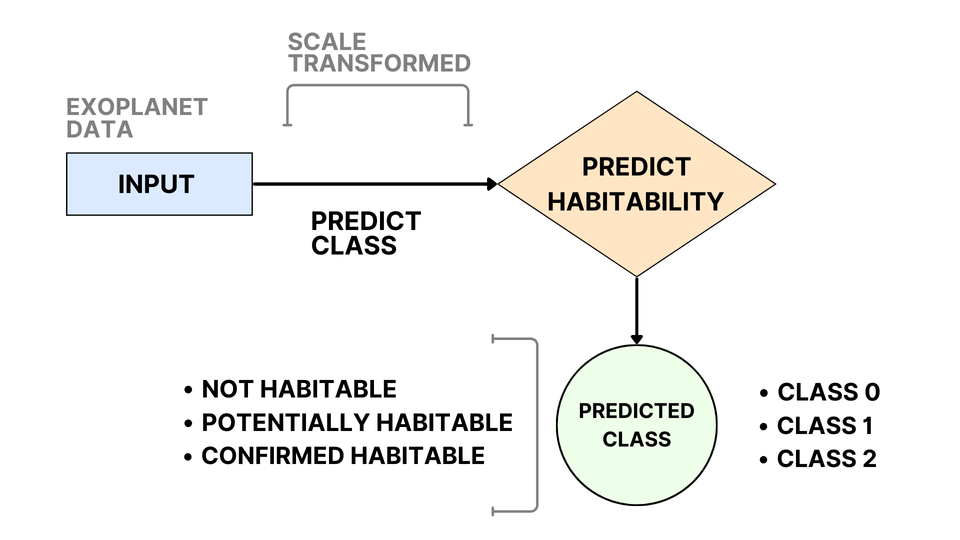 SCALE
TRANSFORMED
EXOPLANET
DATA
INPUT
PREDICT
HABITABILITY
PREDICT
CLASS
• NOT HABITABLE
• POTENTIALLY HABITABLE
• CONFIRMED HABITABLE
PREDICTED
CLASS
• CLASS 0
• CLASS 1
• CLASS 2